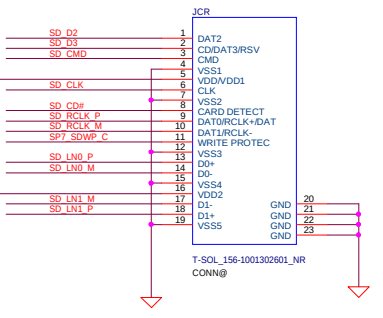 JCR
SD_D2 1 DAT2
SD_D3 2 CD/DAT3/RSV
SD_CMD 3 CMD
4 VSS1
5 VDD/VDD1
SD_CLK 6 CLK
7 VSS2
SD_CD# 8 CARD DETECT
SD_RCLK_P 9 DAT0/RCLK+/DAT
SD_RCLK_M 10 DAT1/RCLK-
SP7_SDWP_C 11 WRITE PROTEC
12 VSS3
SD_LN0_P 13 D0+
SD_LN0_M 14 D0-
15 VSS4
16 VDD2
SD_LN1_M 17 D1- GND 20
SD_LN1_P 18 D1+ GND 21
19 VSS5 GND 22
GND 23
T-SOL_156-1001302601_NR
CONN@